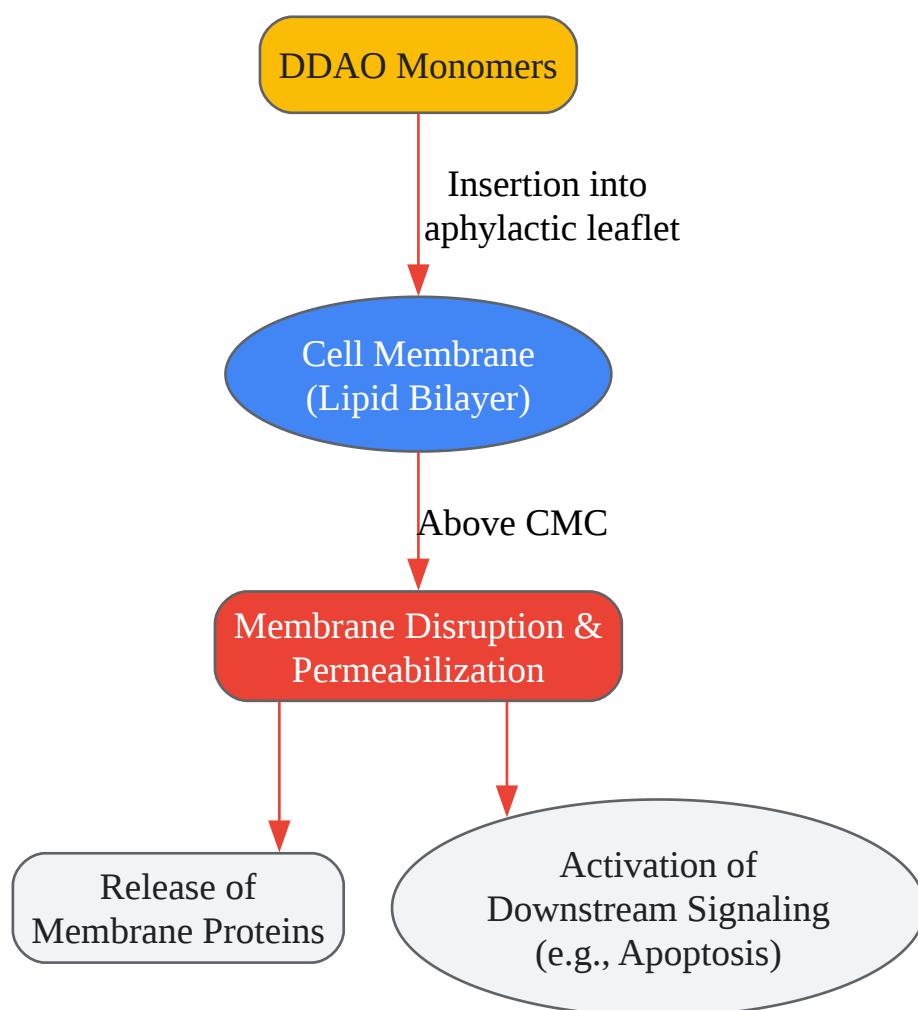 DDAO Monomers
Insertion into
aphylactic leaflet
Cell Membrane
(Lipid Bilayer)
Above CMC
Membrane Disruption &
Permeabilization
Release of
Membrane Proteins
Activation of
Downstream Signaling
(e.g., Apoptosis)